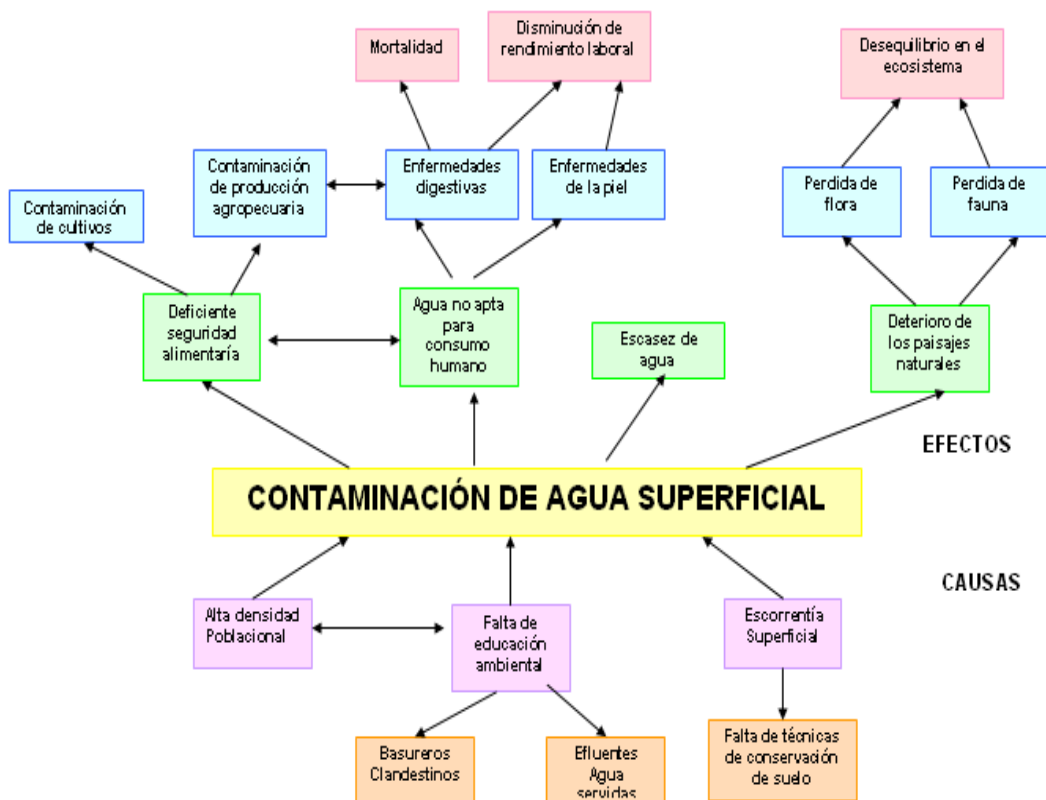 Mortalidad
Disminución de
rendimiento laboral
Desequilibrio en el
ecosistema
Contaminación
de cultivos
Contaminación
de producción
agropecuaria
Enfermedades
digestivas
Enfermedades
de la piel
Perdida de
flora
Perdida de
fauna
Deficiente
seguridad
alimentaría
Agua no apta
para
consumo
humano
Escasez de
agua
Deterioro de
los paisajes
naturales
EFECTOS
CONTAMINACIÓN DE AGUA SUPERFICIAL
CAUSAS
Alta densidad
Poblacional
Falta de
educación
ambiental
Escorrentía
Superficial
Basureros
Clandestinos
Efluentes
Agua
servidas
Falta de técnicas
de conservación
de suelo